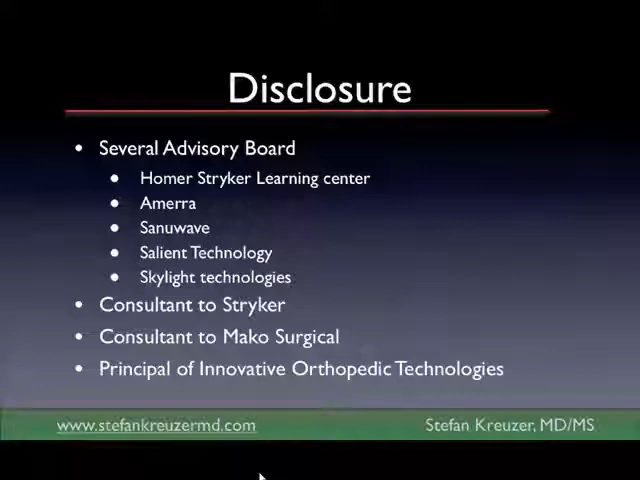 Disclosure
• Several Advisory Board
• Homer Stryker Learning center
• Amerra
• Sanuwave
• Salient Technology
• Skylight technologies
• Consultant to Stryker
• Consultant to Mako Surgical
• Principal of Innovative Orthopedic Technologies
www.stefankreuzermd.com Stefan Kreuzer, MD/MS